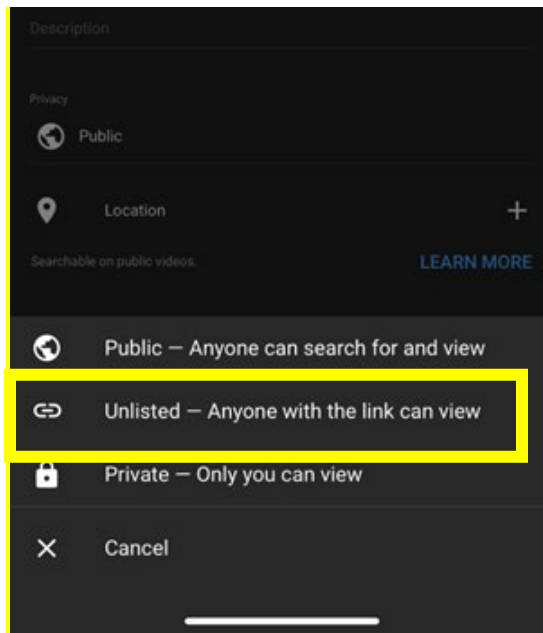 Description
Privacy
Public
Location
Searchable on public videos.
LEARN MORE
Public — Anyone can search for and view
Unlisted — Anyone with the link can view
Private — Only you can view
Cancel